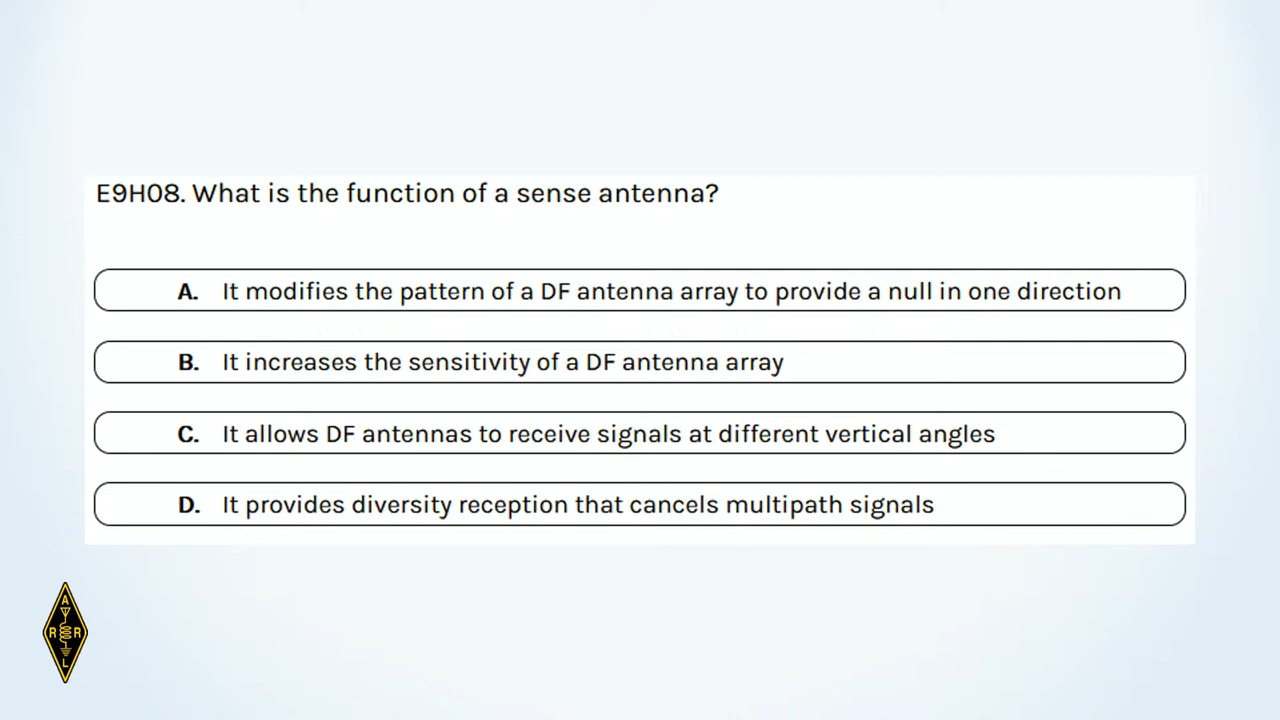 E9H08. What is the function of a sense antenna?
A. It modifies the pattern of a DF antenna array to provide a null in one direction
B. It increases the sensitivity of a DF antenna array
C. It allows DF antennas to receive signals at different vertical angles
D. It provides diversity reception that cancels multipath signals
A
R R
L